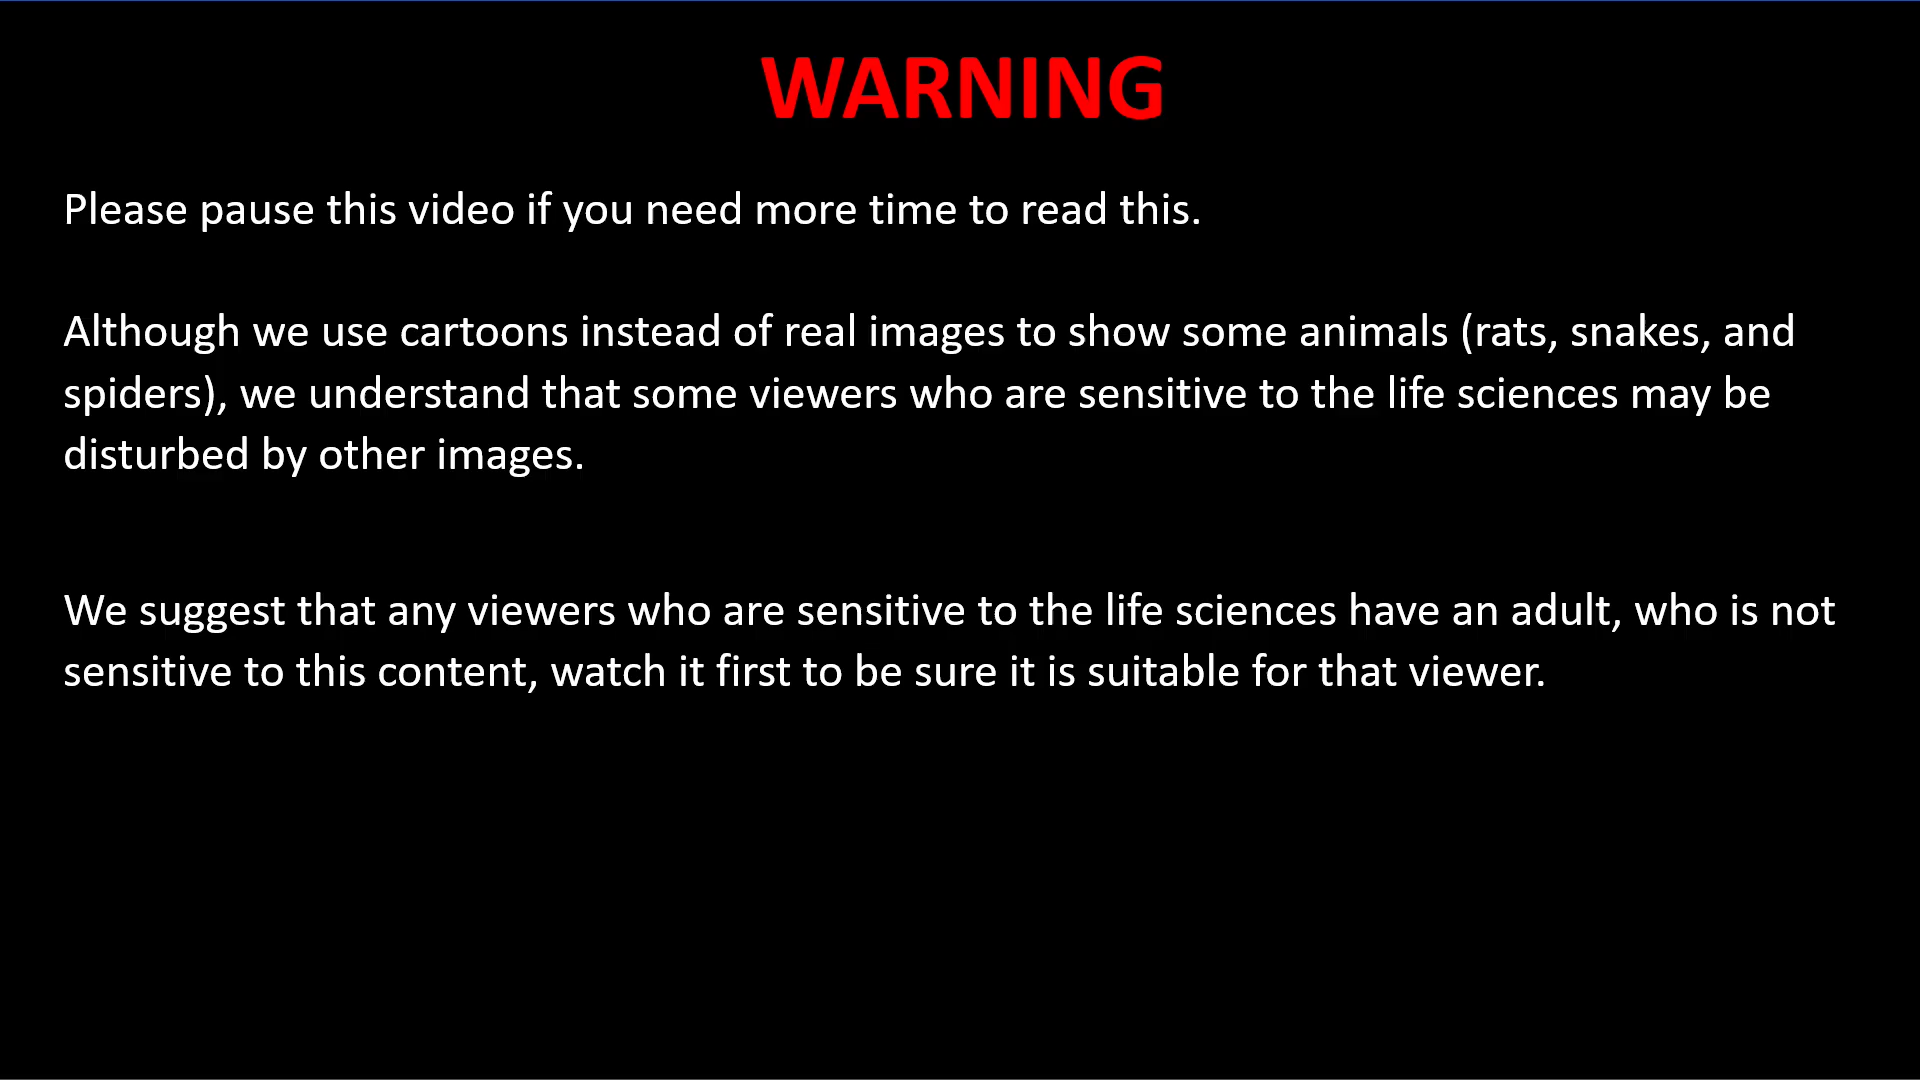 WARNING
Please pause this video if you need more time to read this.
Although we use cartoons instead of real images to show some animals (rats, snakes, and
spiders), we understand that some viewers who are sensitive to the life sciences may be
disturbed by other images.
We suggest that any viewers who are sensitive to the life sciences have an adult, who is not
sensitive to this content, watch it first to be sure it is suitable for that viewer.